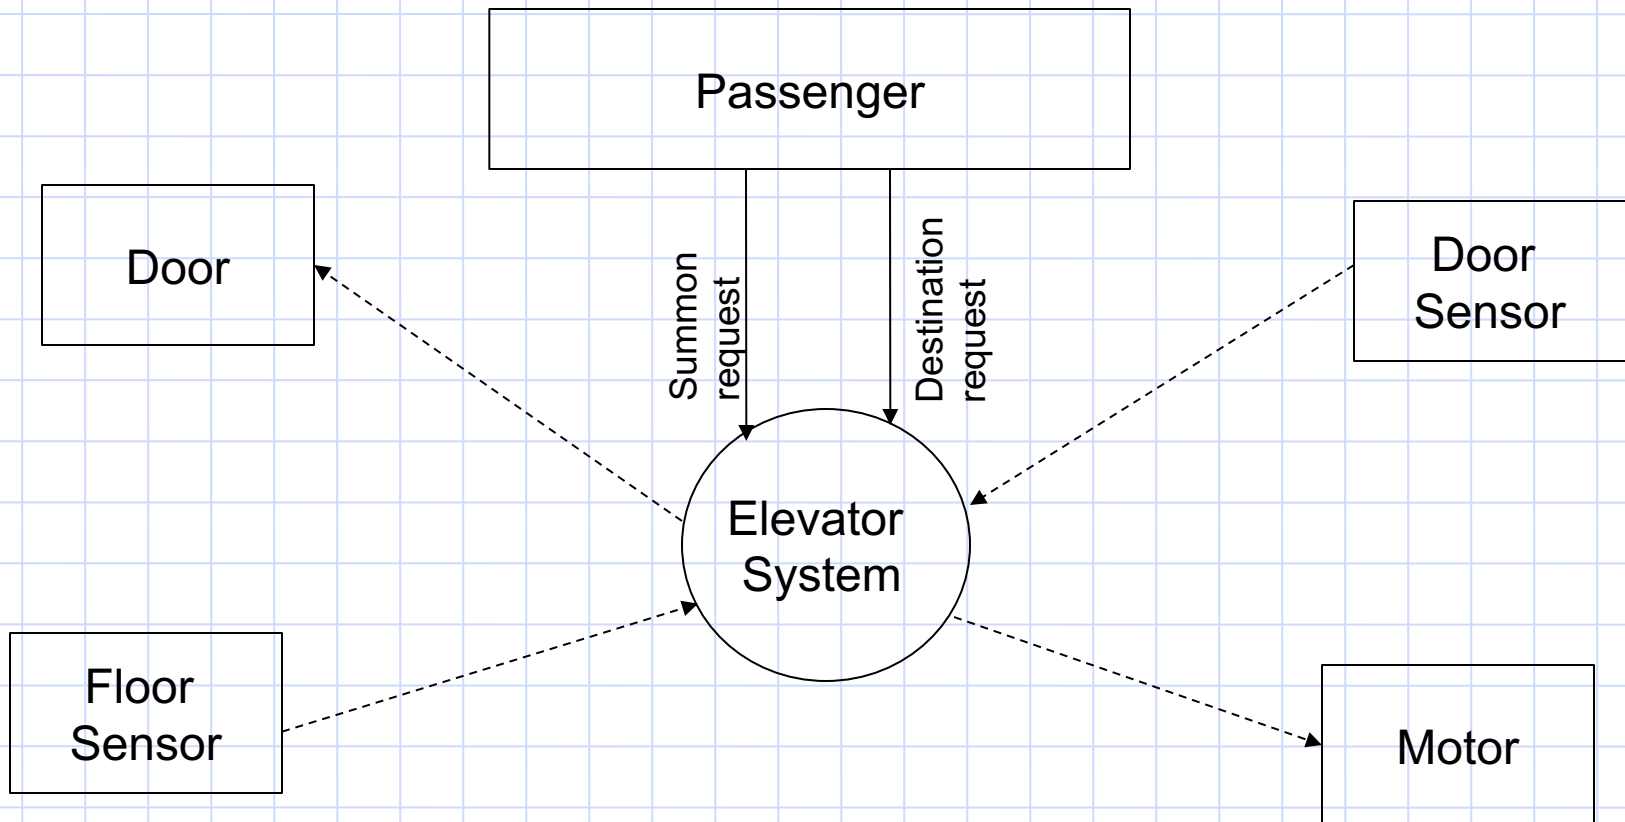 Passenger
Door
Summon
request
Destination
request
Door
Sensor
Elevator
System
Floor
Sensor
Motor